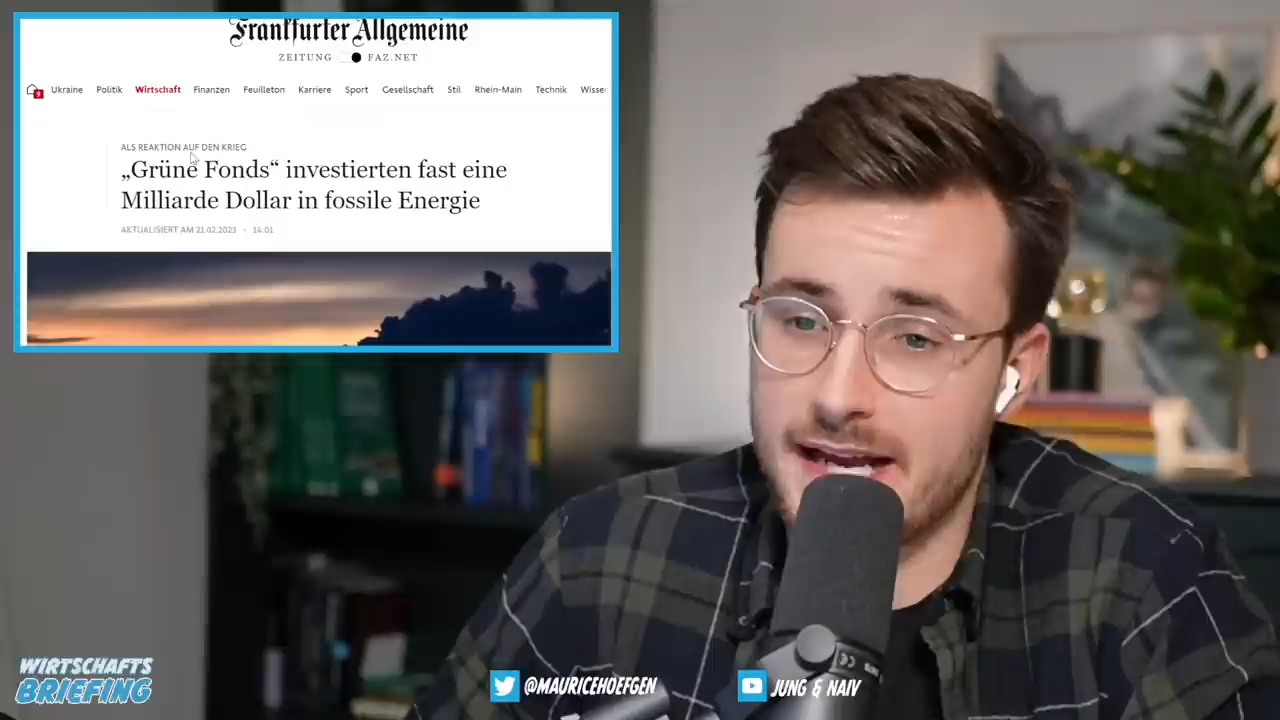 Frankfurter Allgemeine
ZEITUNG FAZ.NET
9 Ukraine Politik Wirtschaft Finanzen Feuilleton Karriere Sport Gesellschaft Stil Rhein-Main Technik Wisse
ALS REAKTION AUF DEN KRIEG
„Grüne Fonds“ investierten fast eine
Milliarde Dollar in fossile Energie
AKTUALISIERT AM 21.02.2023 - 14:01
WIRTSCHAFTS
BRIEFING
@MAURICEHOEFGEN
JUNG & NAIV